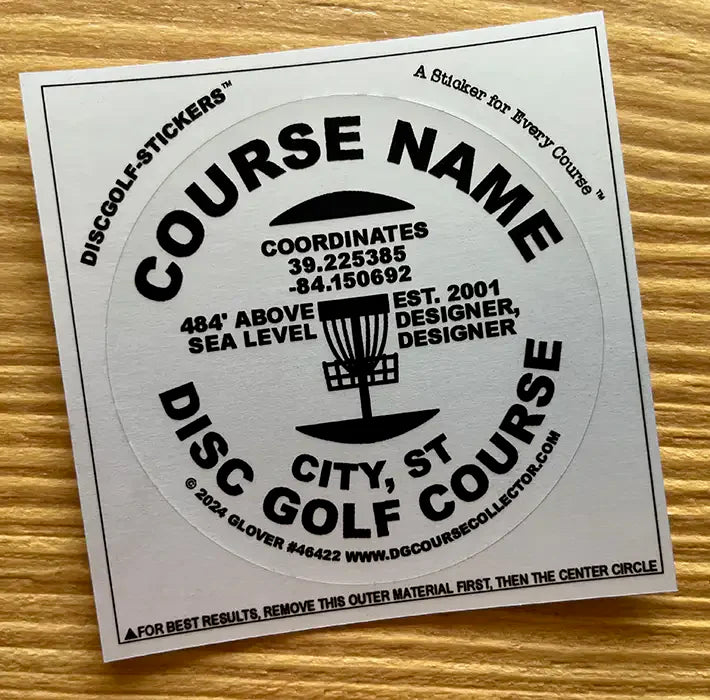 DISCGOLF-STICKERS™
A Sticker for Every Course ™
COURSE NAME
COORDINATES
39.225385
-84.150692
484' ABOVE
SEA LEVEL
EST. 2001
DESIGNER,
DESIGNER
CITY, ST
DISC GOLF COURSE
© 2024 GLOVER #46422 WWW.DGCOURSECOLLECTOR.COM
▲FOR BEST RESULTS, REMOVE THIS OUTER MATERIAL FIRST, THEN THE CENTER CIRCLE